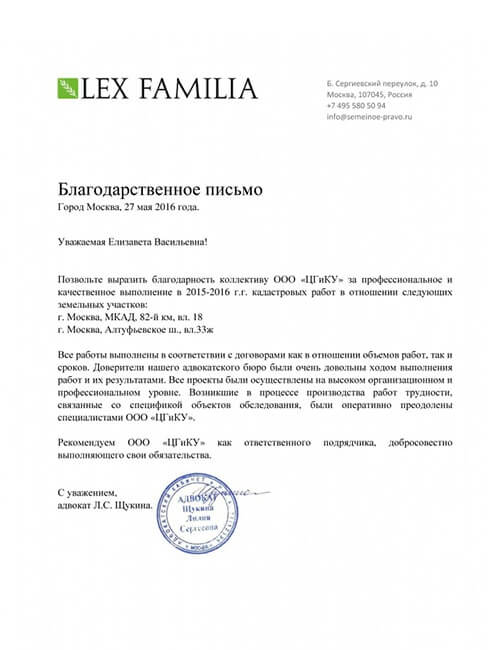 LEX FAMILIA
Б. Сергиевский переулок, д. 10
Москва, 107045, Россия
+7 495 580 50 94
info@semeinoe-pravo.ru
Благодарственное письмо
Город Москва, 27 мая 2016 года.
Уважаемая Елизавета Васильевна!
Позвольте выразить благодарность коллективу ООО «ЦГиКУ» за профессиональное и
качественное выполнение в 2015-2016 г.г. кадастровых работ в отношении следующих
земельных участков:
г. Москва, МКАД, 82-й км, вл. 18
г. Москва, Алтуфьевское ш., вл.33ж
Все работы выполнены в соответствии с договорами как в отношении объемов работ, так и
сроков. Доверители нашего адвокатского бюро были очень довольны ходом выполнения
работ и их результатами. Все проекты были осуществлены на высоком организационном и
профессиональном уровне. Возникшие в процессе производства работ трудности,
связанные со спецификой объектов обследования, были оперативно преодолены
специалистами ООО «ЦГиКУ».
Рекомендуем ООО «ЦГиКУ» как ответственного подрядчика, добросовестно
выполняющего свои обязательства.
С уважением,
адвокат Л.С. Щукина.
АДВОКАТ
Щукина
Лилия
Сергеевна
МОСКВА